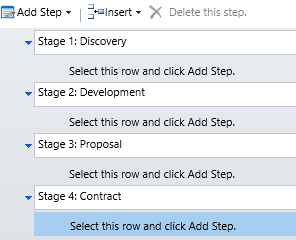 Add Step Insert Delete this step.
Stage 1: Discovery
Select this row and click Add Step.
Stage 2: Development
Select this row and click Add Step.
Stage 3: Proposal
Select this row and click Add Step.
Stage 4: Contract
Select this row and click Add Step.